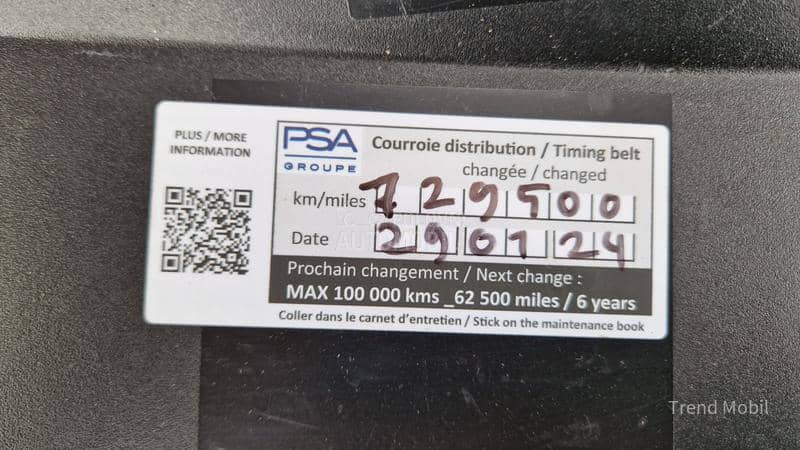 PLUS / MORE
INFORMATION
PSA
GROUPE
Courroie distribution / Timing belt
changée / changed
km/miles 129500
Date 290124
Prochain changement / Next change :
MAX 100 000 kms _62 500 miles / 6 years
Coller dans le carnet d'entretien / Stick on the maintenance book
Trend Mobil